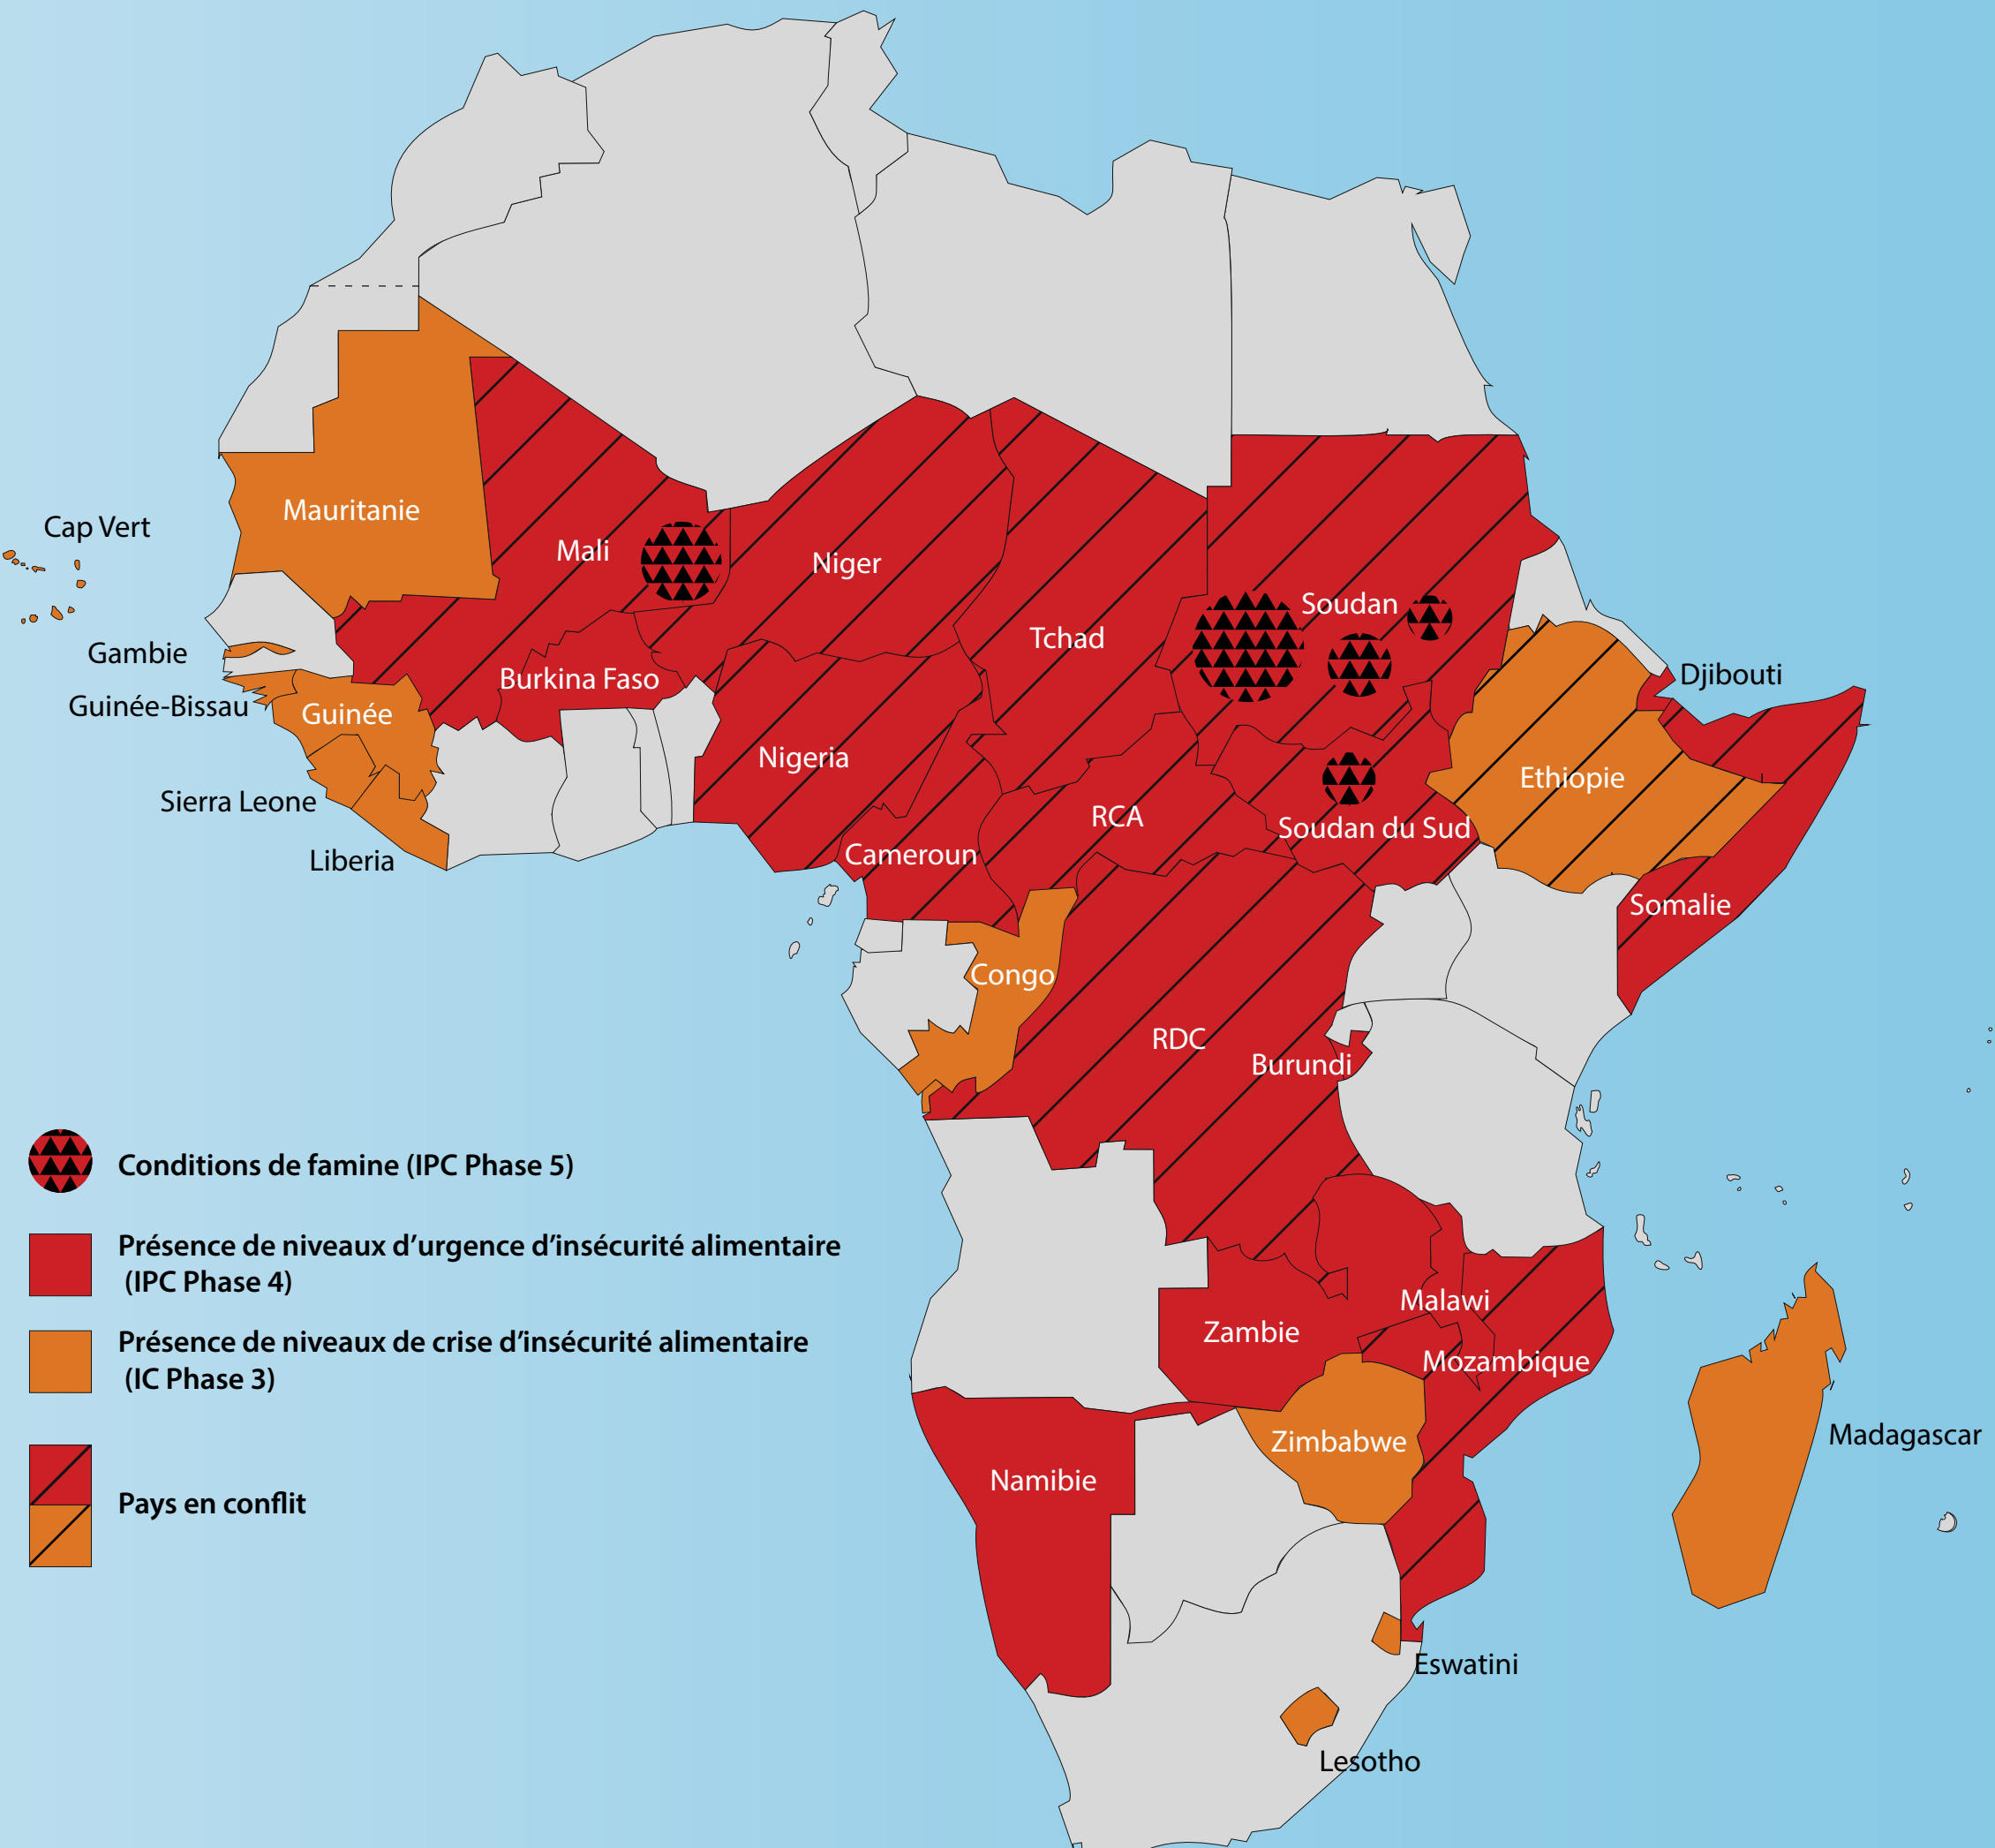 Cap Vert
Mauritanie
Mali
Niger
Tchad
Soudan
Gambie
Burkina Faso
Djibouti
Guinée-Bissau
Guinée
Nigeria
Ethiopie
Sierra Leone
RCA
Soudan du Sud
Liberia
Cameroun
Somalie
Congo
RDC
Burundi
Conditions de famine (IPC Phase 5)
Présence de niveaux d’urgence d’insécurité alimentaire
(IPC Phase 4)
Présence de niveaux de crise d’insécurité alimentaire
(IC Phase 3)
Pays en conflit
Malawi
Zambie
Mozambique
Zimbabwe
Madagascar
Namibie
Eswatini
Lesotho